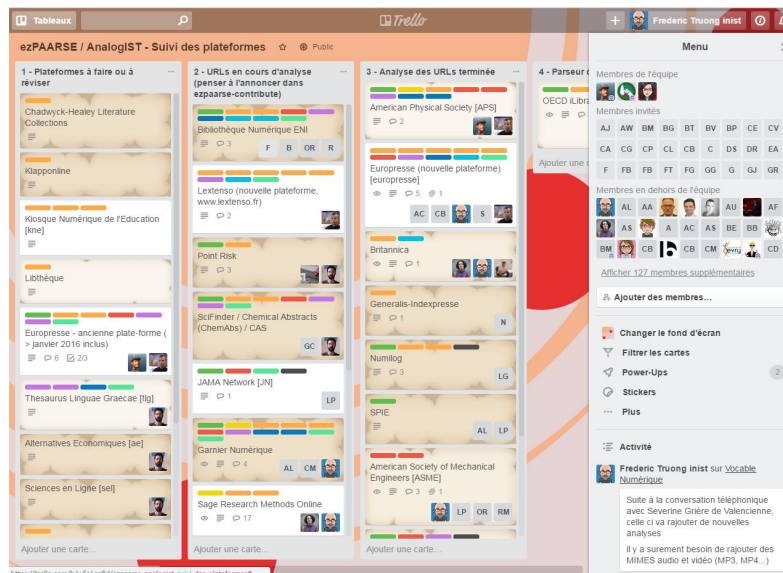 Tableaux
Trello
Frederic Truong inist
ezPAARSE / AnalogIST - Suivi des plateformes
Public
1 - Plateformes à faire ou à
réviser
Chadwyck-Healey Literature
Collections
Klapponline
Kiosque Numérique de l'Education
[kne]
Libthèque
Europresse - ancienne plate-forme (
> janvier 2016 inclus)
6
2/3
Thesaurus Linguae Graecae [tlg]
Alternatives Economiques [ae]
Sciences en Ligne [sel]
Ajouter une carte...
2 - URLs en cours d'analyse
(penser à l'annoncer dans
ezpaarse-contribute)
Bibliothèque Numérique ENI
3
F B OR R
Lextenso (nouvelle plateforme,
www.lextenso.fr)
2
Point Risk
3
SciFinder / Chemical Abstracts
(ChemAbs) / CAS
GC
JAMA Network [JN]
1
LP
Garnier Numérique
4
AL CM
Sage Research Methods Online
17
Ajouter une carte...
3 - Analyse des URLs terminée
American Physical Society [APS]
2
Europresse (nouvelle plateforme)
[europresse]
5 1
AC CB S
Britannica
1
Generalis-Indexpresse
1
N
Numilog
3
LG
SPIE
AL LP
American Society of Mechanical
Engineers [ASME]
3 1
LP OR RM
Ajouter une carte...
4 - Parseur
OECD iLibra
Ajouter une
Menu
Membres de l'équipe
Membres invités
AJ AW BM BG BT BV BP CE CV
CA CG CP CL CB C DS DR EA
F FB FB FT FG GG G GJ GR
Membres en dehors de l'équipe
AL AA AU AF
AS A AC AS BE BB
BM CB CB CM evry CD
Afficher 127 membres supplémentaires
Ajouter des membres...
Changer le fond d'écran
Filtrer les cartes
Power-Ups 2
Stickers
Plus
Activité
Frederic Truong inist sur Vocable
Numérique
Suite à la conversation téléphonique
avec Severine Grière de Valencienne,
celle ci va rajouter de nouvelles
analyses
il y a surement besoin de rajouter des
MIMES audio et vidéo (MP3, MP4...)